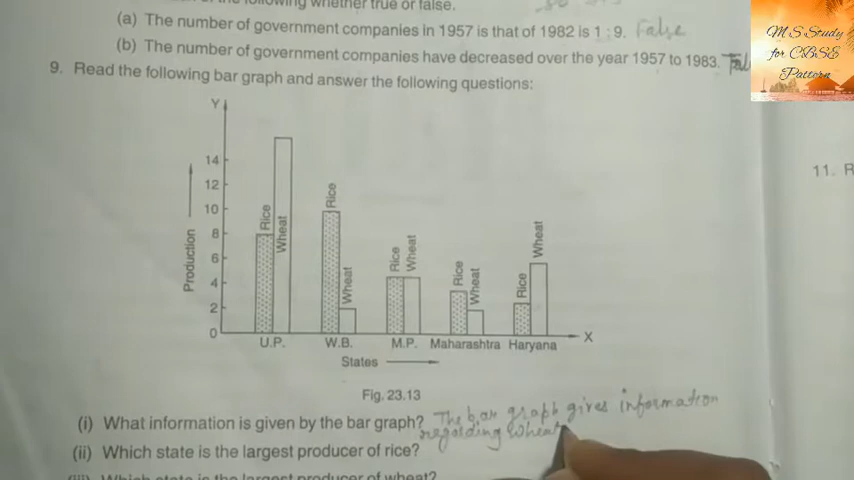 following whether true or false.
(a) The number of government companies in 1957 is that of 1982 is 1 : 9. False
(b) The number of government companies have decreased over the year 1957 to 1983.
9. Read the following bar graph and answer the following questions:
M S Study
for CBSE
Pattern
11.
Y
14
12
10
8
6
4
2
0
Production
Rice
Wheat
Rice
Wheat
Rice
Wheat
Rice
Wheat
Rice
Wheat
X
U.P. W.B. M.P. Maharashtra Haryana
States
Fig. 23.13
(i) What information is given by the bar graph? The bar graph gives information
regarding wheat
(ii) Which state is the largest producer of rice?
(iii) Which state is the largest producer of wheat?